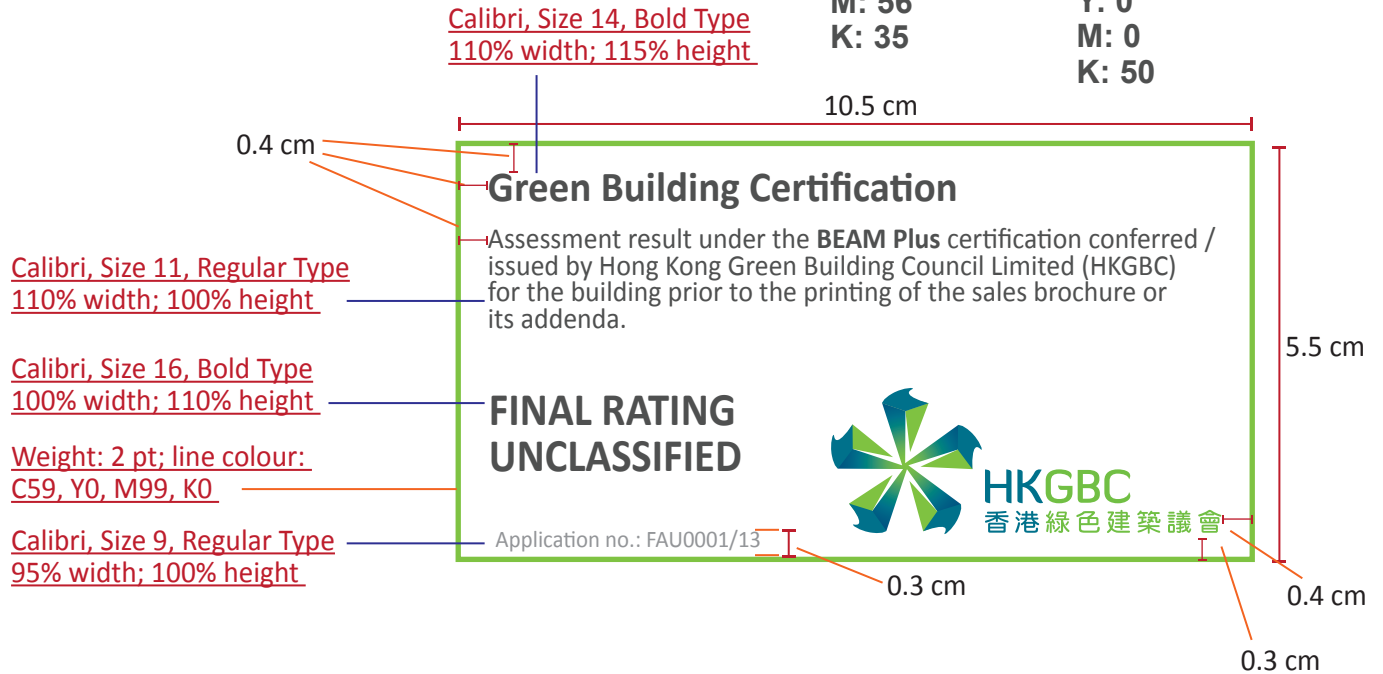 Calibri, Size 14, Bold Type
110% width; 115% height
M: 56
K: 35
Y: 0
M: 0
K: 50
10.5 cm
0.4 cm
Green Building Certification
Assessment result under the BEAM Plus certification conferred /
issued by Hong Kong Green Building Council Limited (HKGBC)
for the building prior to the printing of the sales brochure or
its addenda.
Calibri, Size 11, Regular Type
110% width; 100% height
5.5 cm
Calibri, Size 16, Bold Type
100% width; 110% height
FINAL RATING
UNCLASSIFIED
Weight: 2 pt; line colour:
C59, Y0, M99, K0
HKGBC
香港綠色建築議會
Calibri, Size 9, Regular Type
95% width; 100% height
Application no.: FAU0001/13
0.3 cm
0.4 cm
0.3 cm